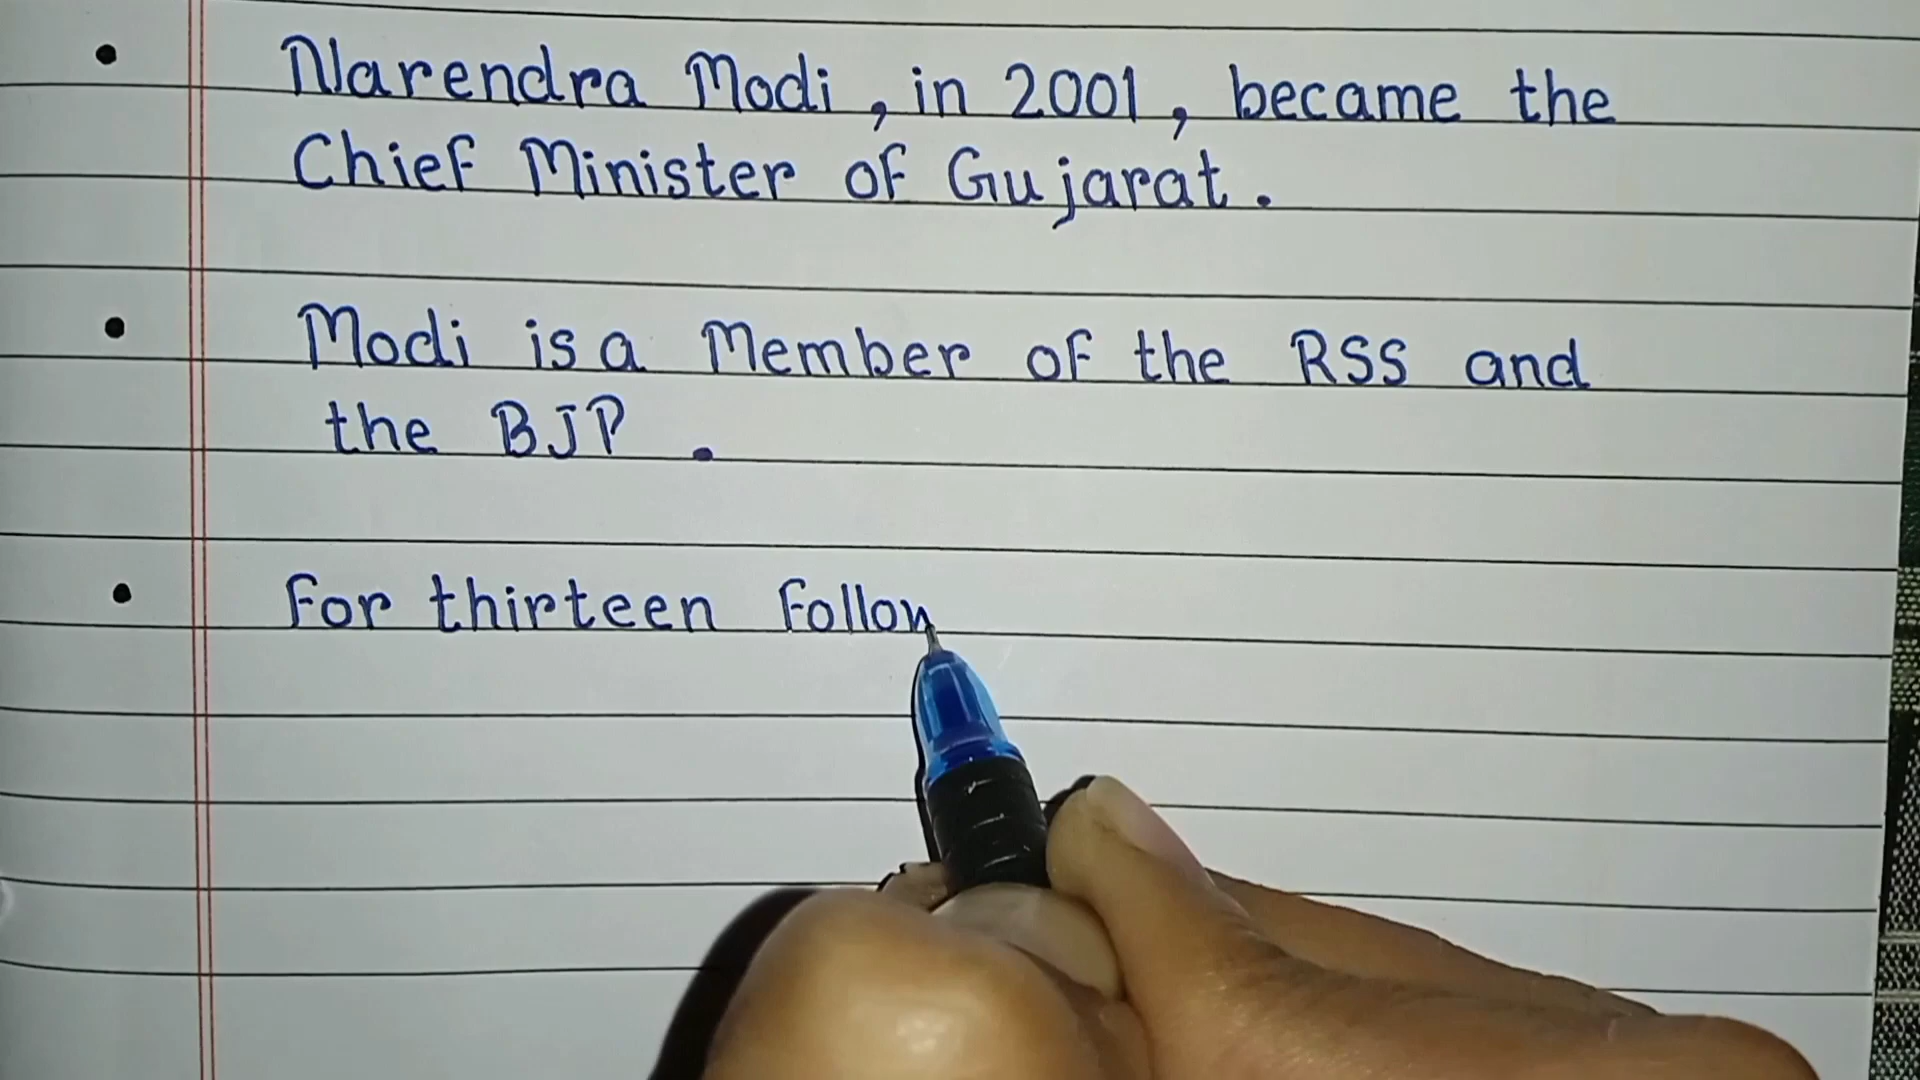 • Narendra Modi, in 2001, became the
Chief Minister of Gujarat.
• Modi is a Member of the RSS and
the BJP.
• For thirteen Follow